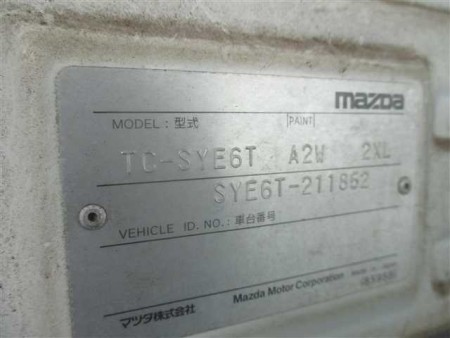 mazda
MODEL : 型式 PAINT
TC-SYE6T A2W 2XL
SYE6T-211862
VEHICLE ID. NO. : 車台番号
マツダ株式会社 Mazda Motor Corporation